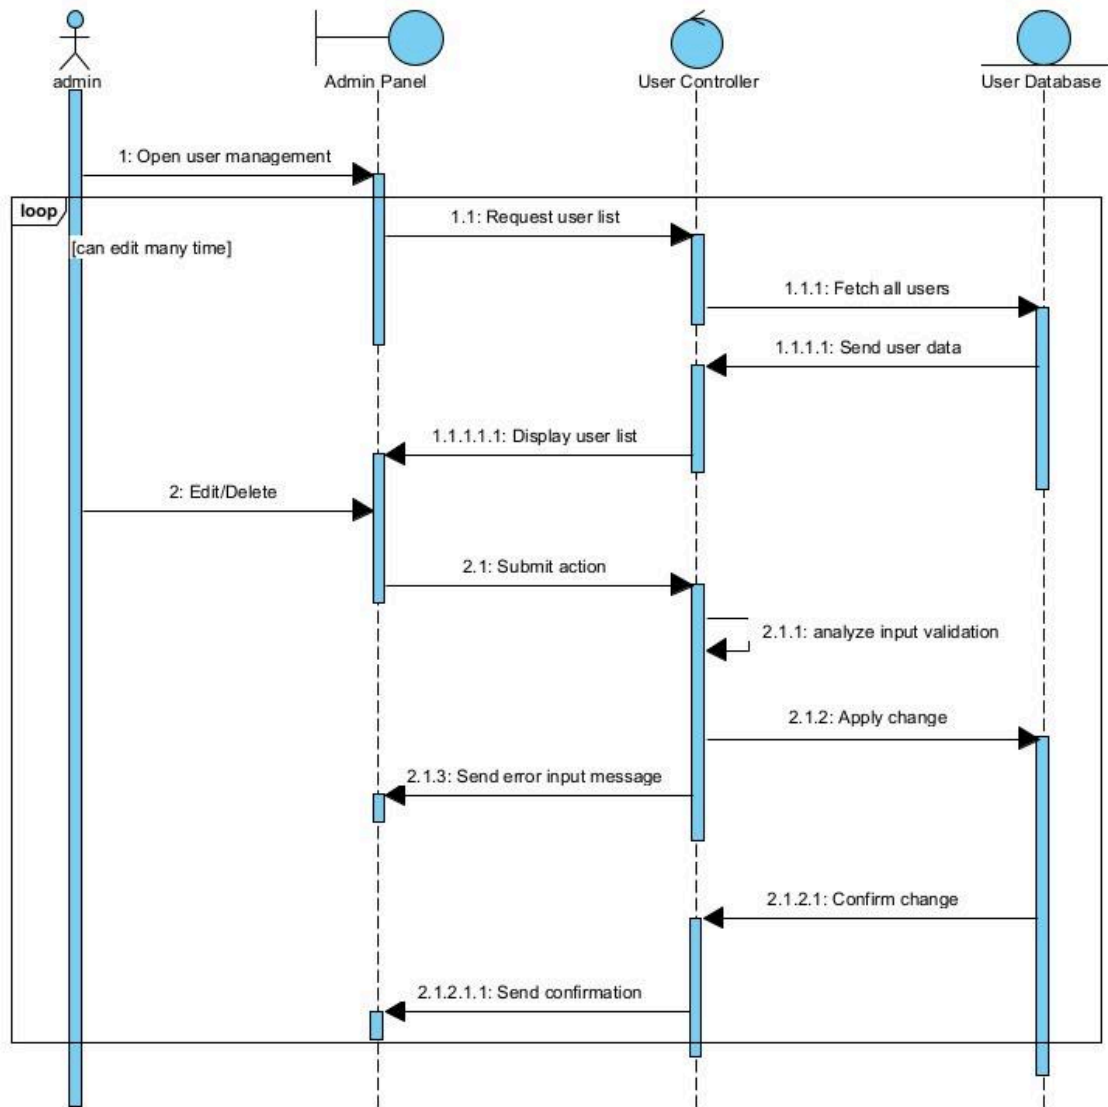 admin
Admin Panel
User Controller
User Database
1: Open user management
loop
1.1: Request user list
[can edit many time]
1.1.1: Fetch all users
1.1.1.1: Send user data
1.1.1.1.1: Display user list
2: Edit/Delete
2.1: Submit action
2.1.1: analyze input validation
2.1.2: Apply change
2.1.3: Send error input message
2.1.2.1: Confirm change
2.1.2.1.1: Send confirmation